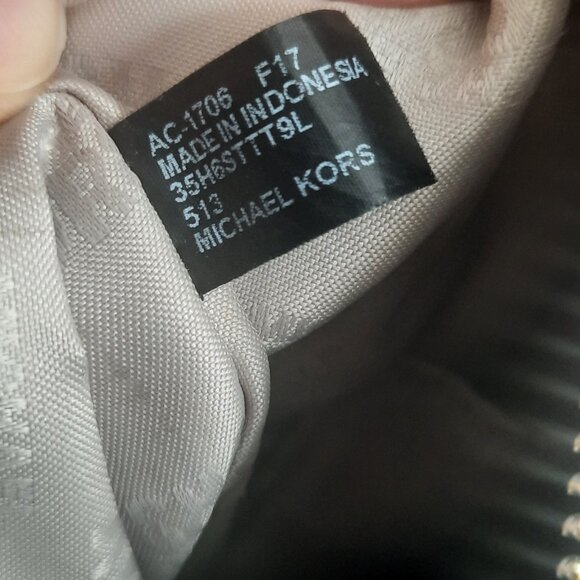 AC-1706 F17
MADE IN INDONESIA
35H6STTT9L
513
MICHAEL KORS